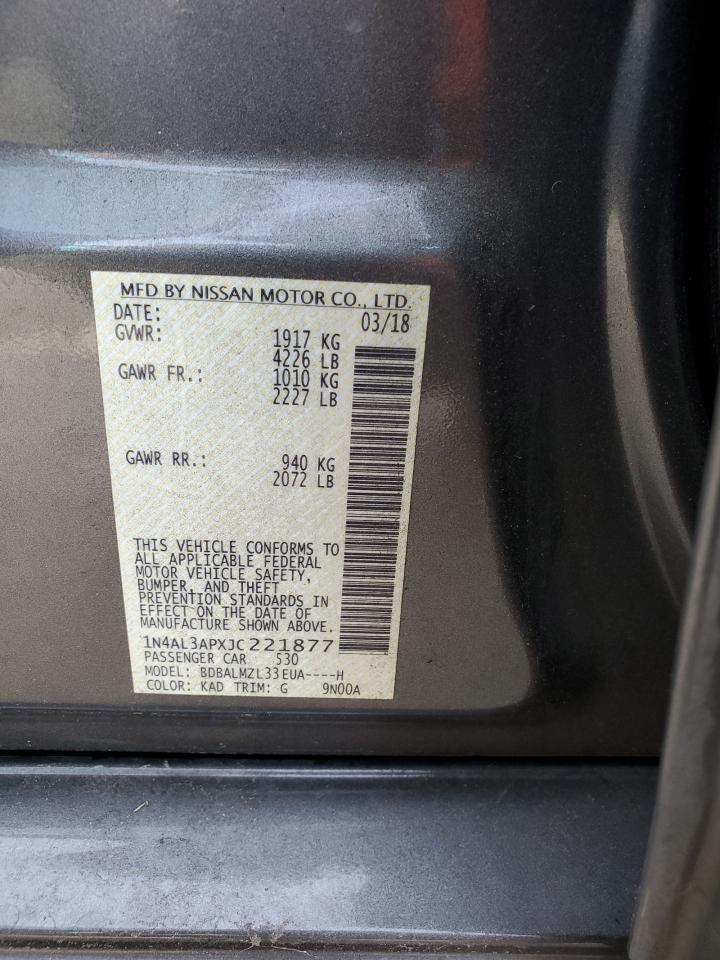 MFD BY NISSAN MOTOR CO., LTD.
DATE: 03/18
GVWR: 1917 KG
4226 LB
GAWR FR.: 1010 KG
2227 LB
GAWR RR.: 940 KG
2072 LB
THIS VEHICLE CONFORMS TO
ALL APPLICABLE FEDERAL
MOTOR VEHICLE SAFETY,
BUMPER, AND THEFT
PREVENTION STANDARDS IN
EFFECT ON THE DATE OF
MANUFACTURE SHOWN ABOVE.
1N4AL3APXJC221877
PASSENGER CAR 530
MODEL: BDBALMZL33EUA----H
COLOR: KAD TRIM: G 9N00A